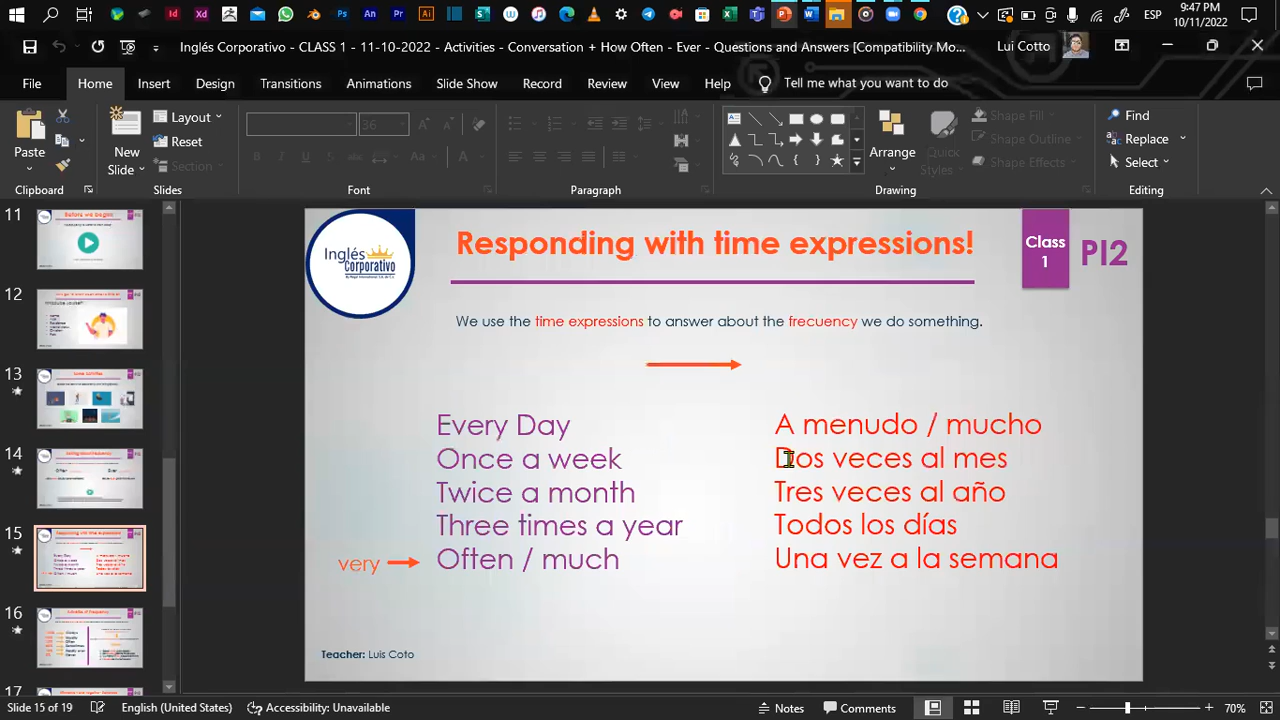 9:47 PM
ESP
10/11/2022
Inglés Corporativo - CLASS 1 - 11-10-2022 - Activities - Conversation + How Often - Ever - Questions and Answers [Compatibility Mo...
Lui Cotto
File Home Insert Design Slide Show Transitions Animations Record Review View Help Tell me what you want to do
Paste
New Slide
Layout
Reset
Section
36
Arrange
Quick Styles
Shape Fill
Shape Outline
Shape Effects
Find
Replace
Select
Clipboard Slides Font Paragraph Drawing Editing
11
Before we begin!
12
13
14
15
16
17
Inglés
Corporativo
Responding with time expressions!
Class
1
PI2
We use the time expressions to answer about the frecuency we do something.
Every Day
Once a week
Twice a month
Three times a year
very
Often / much
A menudo / mucho
Dos veces al mes
Tres veces al año
Todos los días
Una vez a la semana
Teacher: Luis Coto
Slide 15 of 19
English (United States)
Accessibility: Unavailable
Notes
Comments
70%